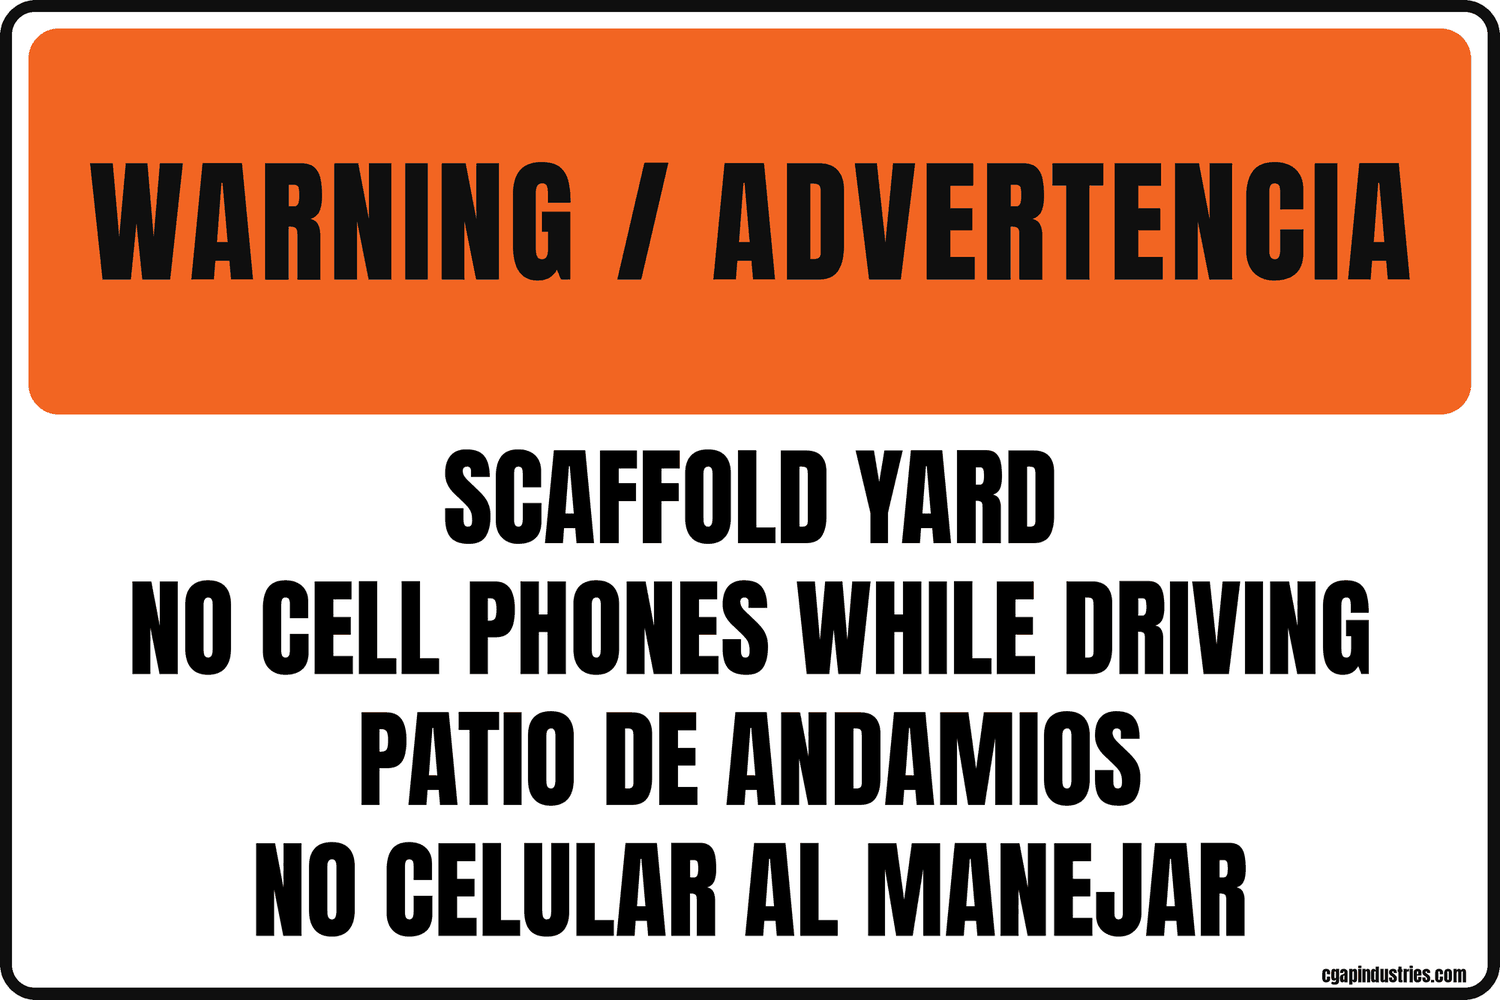 WARNING / ADVERTENCIA
SCAFFOLD YARD
NO CELL PHONES WHILE DRIVING
PATIO DE ANDAMIOS
NO CELULAR AL MANEJAR
cgapindustries.com